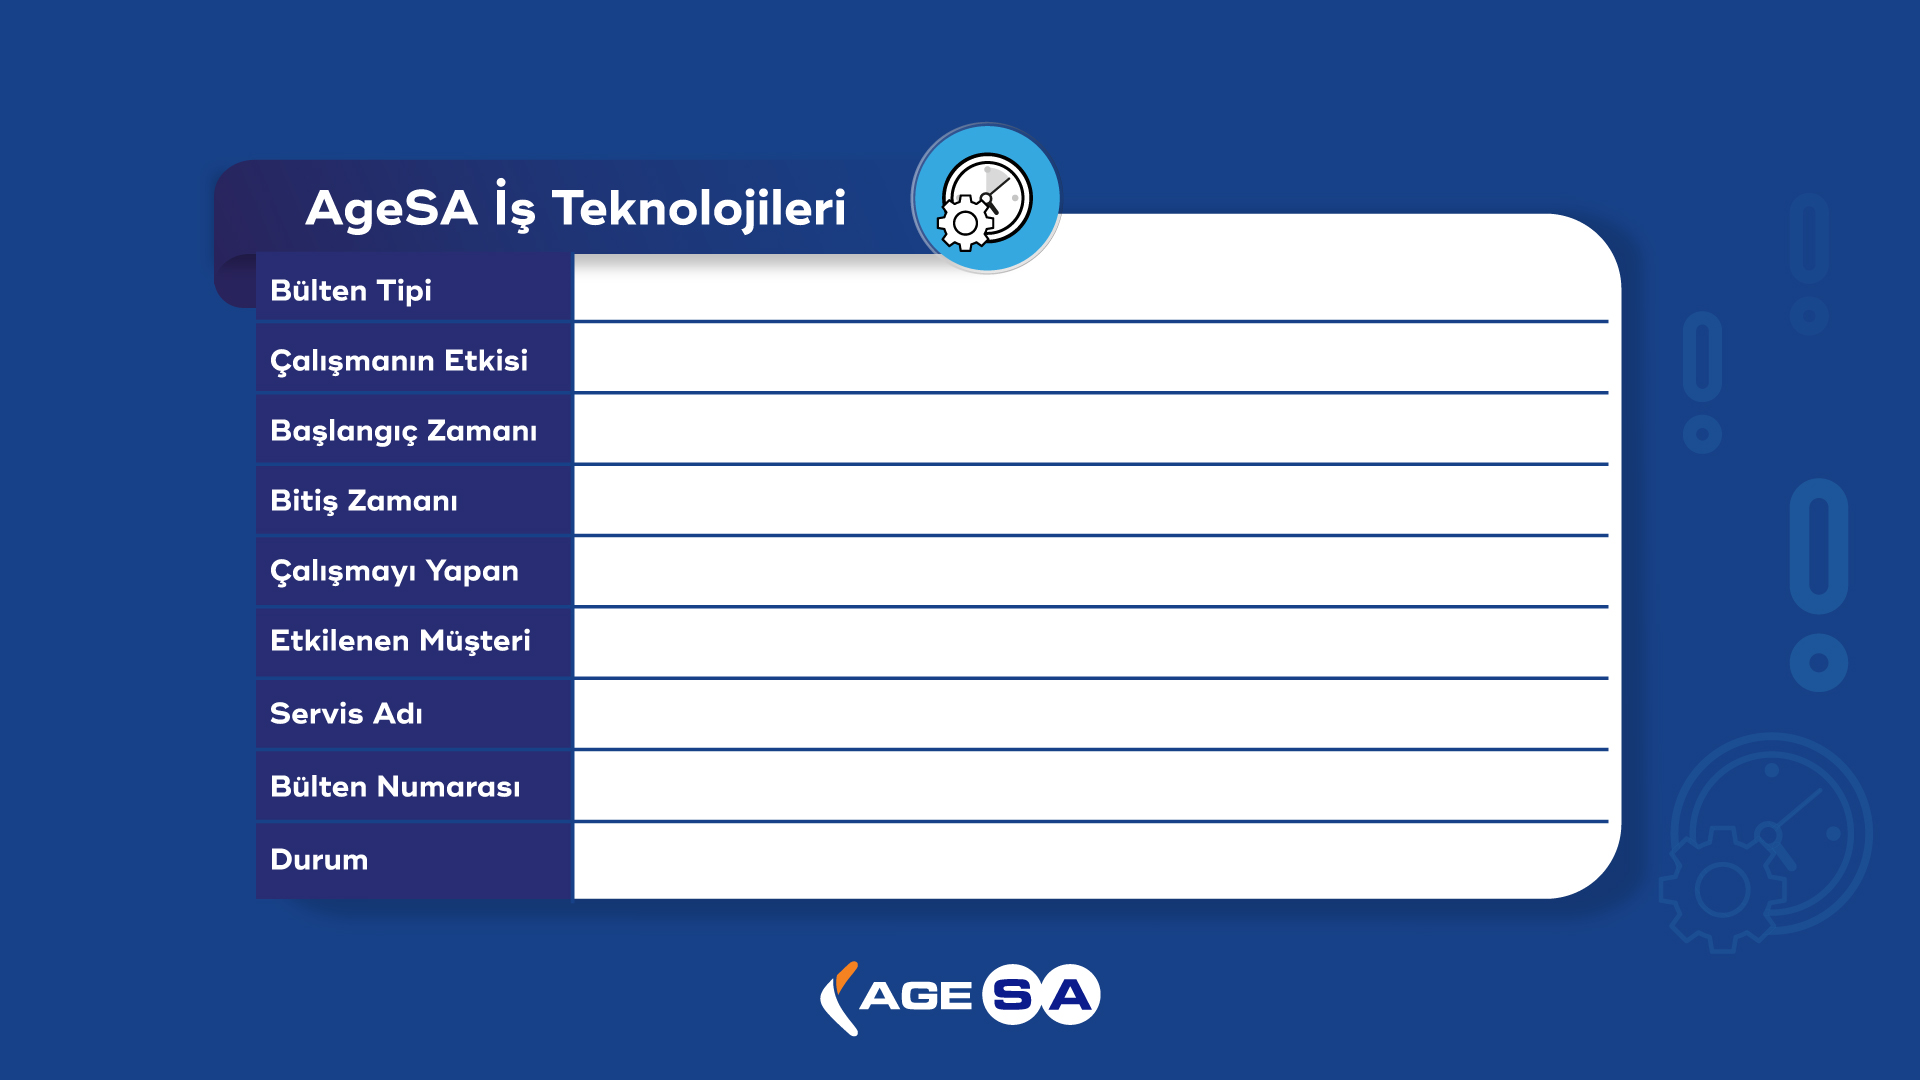 AgeSA İş Teknolojileri
Bülten Tipi
Çalışmanın Etkisi
Başlangıç Zamanı
Bitiş Zamanı
Çalışmayı Yapan
Etkilenen Müşteri
Servis Adı
Bülten Numarası
Durum
AGESA